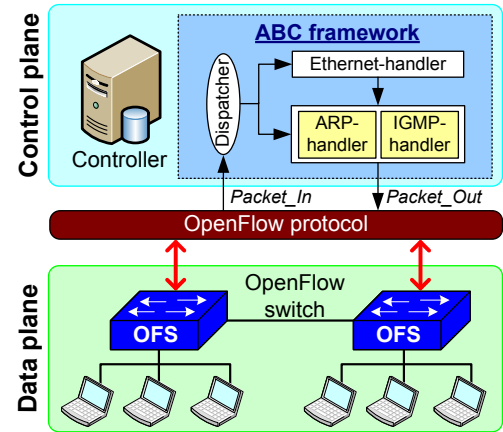 Control plane
ABC framework
Controller
Dispatcher
Ethernet-handler
ARP-
handler
IGMP-
handler
Packet_In
Packet_Out
OpenFlow protocol
Data plane
OpenFlow
switch
OFS
OFS